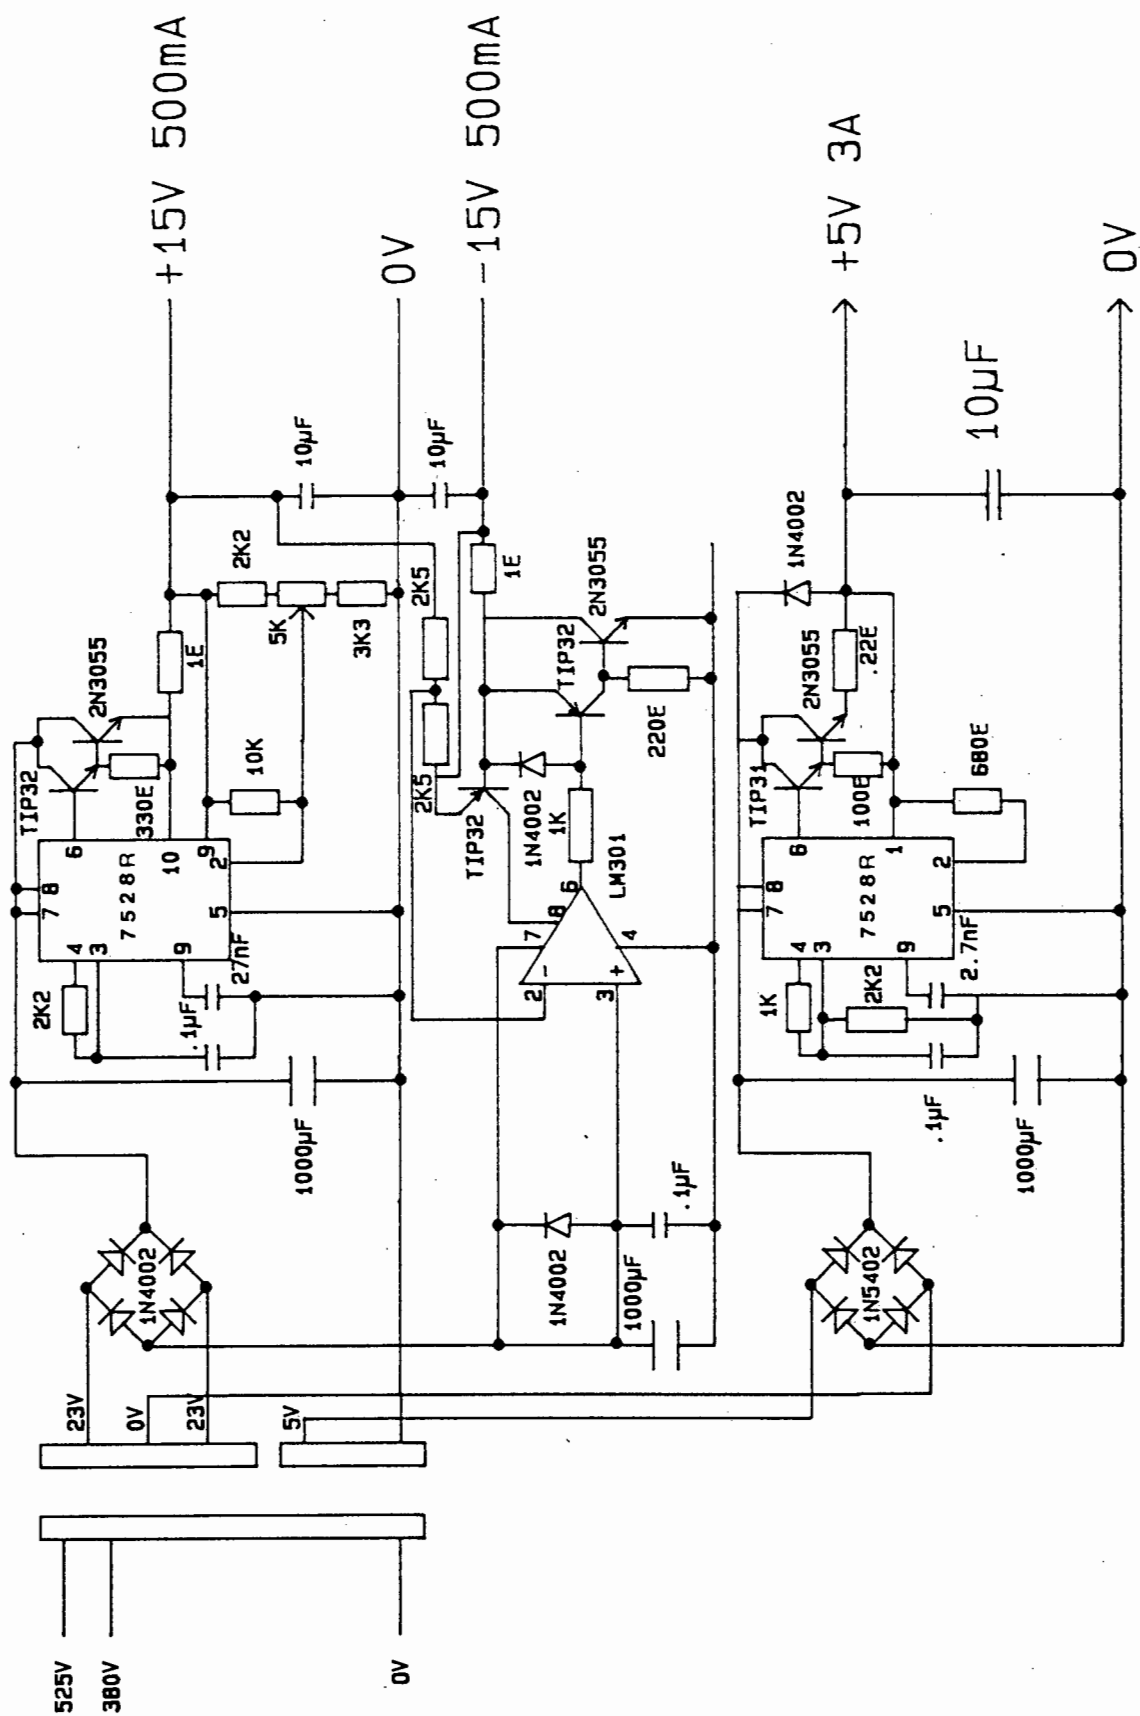 525V
380V
0V
23V
0V
23V
5V
1N4002
1000µF
2K2
.1µF
27nF
4
3
9
7
8
7528R
5
6
10
9
2
TIP32
330E
2N3055
10K
1E
2K2
5K
3K3
10µF
10µF
+15V 500mA
0V
-15V 500mA
1N4002
1000µF
.1µF
2
3
-
+
7
4
8
6
LM301
TIP32
2K5
2K5
1N4002
1K
TIP32
220E
2N3055
1E
1N5402
1000µF
.1µF
1K
2K2
2.7nF
4
3
9
7
8
7528R
5
6
1
2
TIP31
100E
2N3055
.22E
680E
1N4002
10µF
+5V 3A
0V